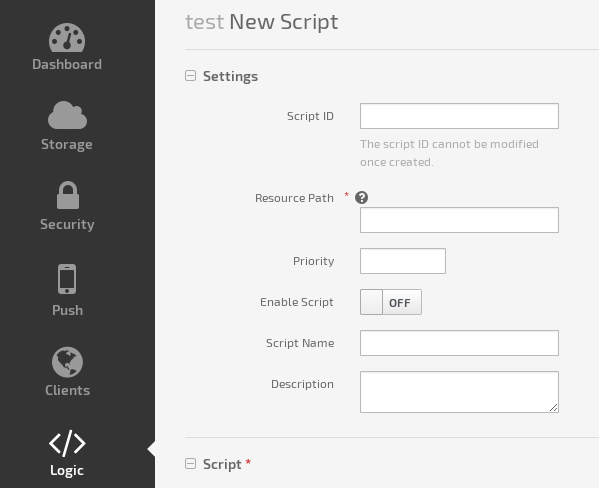 test New Script
Dashboard
Storage
Security
Push
Clients
Logic
Settings
Script ID
The script ID cannot be modified
once created.
Resource Path * ?
Priority
Enable Script OFF
Script Name
Description
Script *